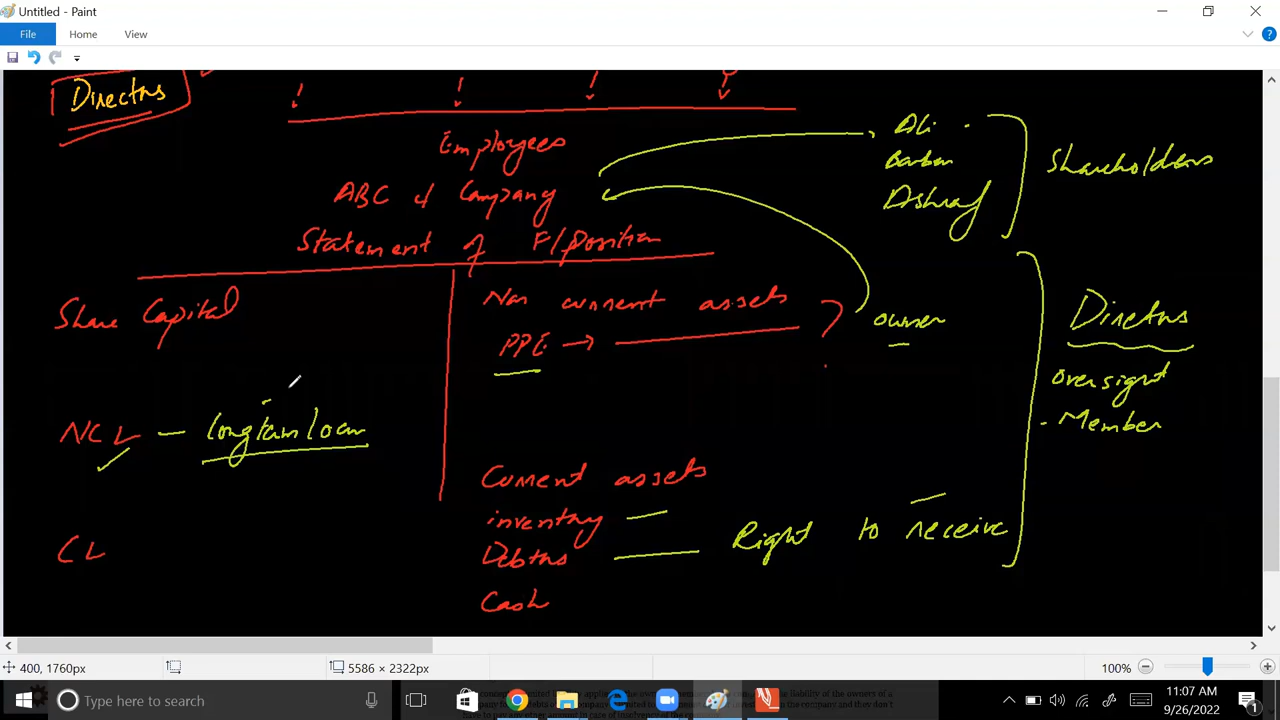 Untitled - Paint
File Home View
Directors
Employees
ABC & Company
Statement of F/Position
Share Capital
NCL - long term loan
CL
Non current assets
PPE →
Current assets
inventory
Debtors
Cash
Right to receive
Ali
Ashraf
Shareholders
owner
Directors
oversight
- Member
400, 1760px
5586 × 2322px
100%
Type here to search
11:07 AM
9/26/2022
1